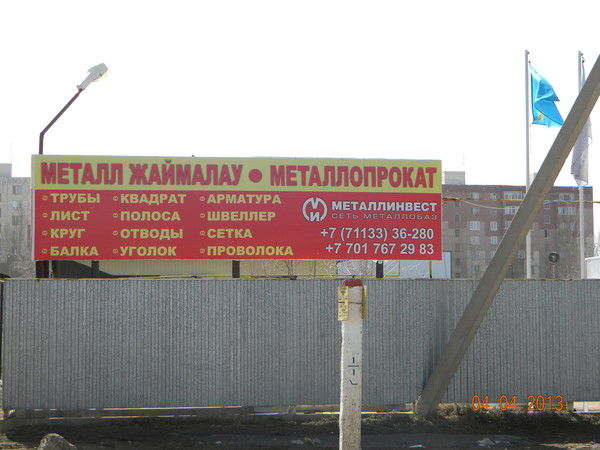 МЕТАЛЛ ЖАЙМАЛАУ • МЕТАЛЛОПРОКАТ
ТРУБЫ
ЛИСТ
КРУГ
БАЛКА
КВАДРАТ
ПОЛОСА
ОТВОДЫ
УГОЛОК
АРМАТУРА
ШВЕЛЛЕР
СЕТКА
ПРОВОЛОКА
МЕТАЛЛИНВЕСТ
СЕТЬ МЕТАЛЛОБАЗ
+7 (71133) 36-280
+7 701 767 29 83
04 04 2013